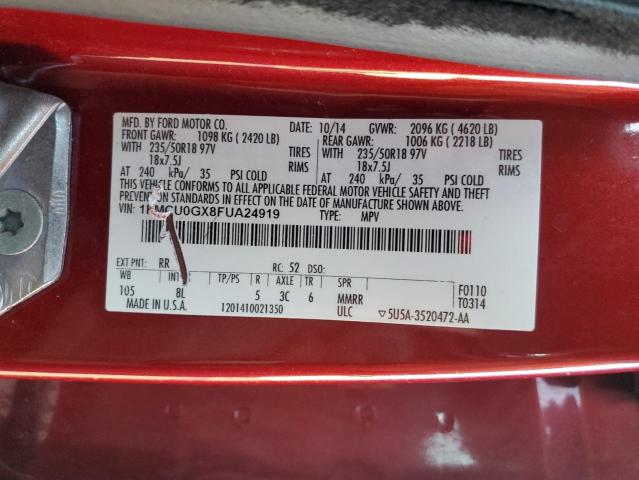 MFD. BY FORD MOTOR CO.
DATE: 10/14 GVWR: 2096 KG ( 4620 LB)
FRONT GAWR: 1098 KG ( 2420 LB) REAR GAWR: 1006 KG ( 2218 LB)
WITH 235/50R18 97V TIRES WITH 235/50R18 97V TIRES
18x7.5J RIMS 18x7.5J RIMS
AT 240 kPa/ 35 PSI COLD AT 240 kPa/ 35 PSI COLD
THIS VEHICLE CONFORMS TO ALL APPLICABLE FEDERAL MOTOR VEHICLE SAFETY AND THEFT
PREVENTION STANDARDS IN EFFECT ON THE DATE OF MANUFACTURE SHOWN ABOVE.
VIN: 1FMCU0GX8FUA24919 TYPE: MPV
EXT PNT: RR RC: 52 DSO:
WB TP/PS R AXLE TR SPR F0110
105 8L 5 3C 6 MMRR T0314
MADE IN U.S.A. 1201410021350 ULC ▽5U5A-3520472-AA